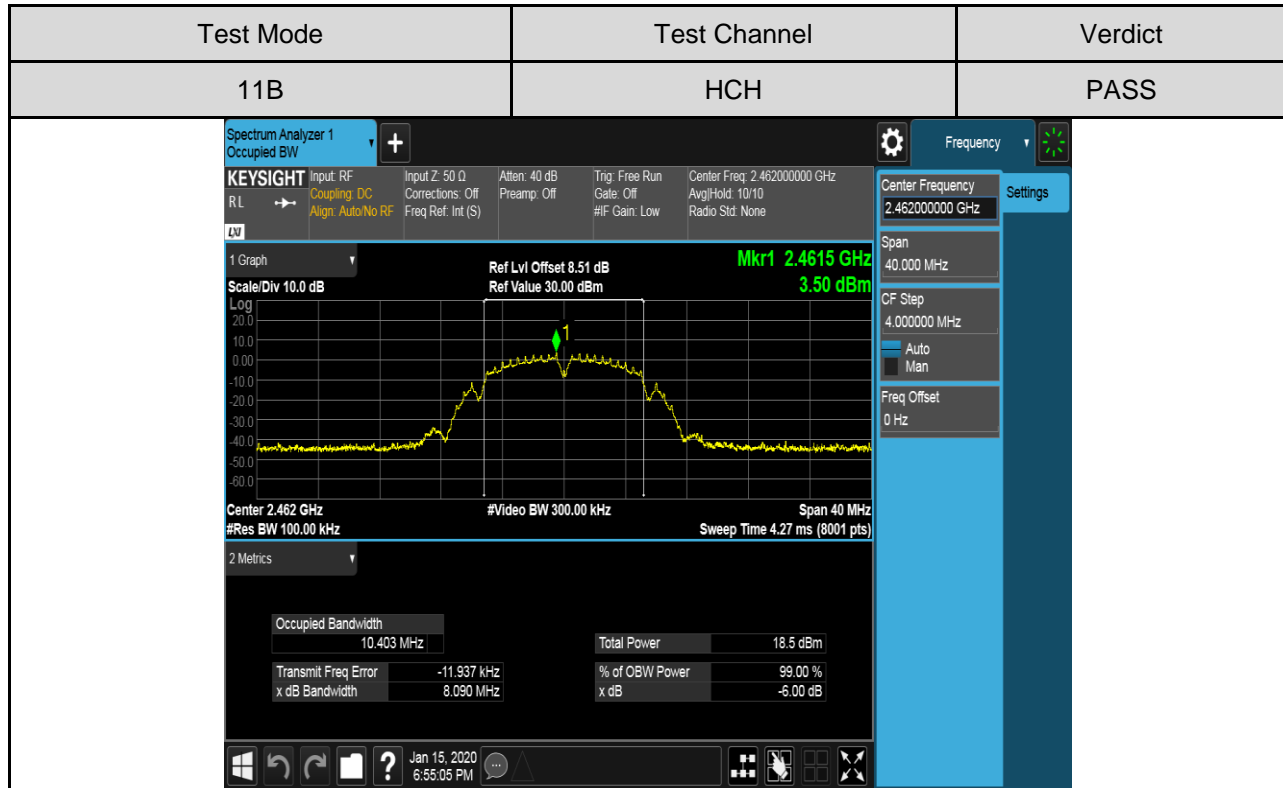 Test Mode Test Channel Verdict
11B HCH PASS
Spectrum Analyzer 1
Occupied BW
+
Frequency
KEYSIGHT Input: RF Input Z: 50 Ω Atten: 40 dB Trig: Free Run Center Freq: 2.462000000 GHz
RL Coupling: DC Corrections: Off Preamp: Off Gate: Off Avg|Hold: 10/10
Align: Auto/No RF Freq Ref: Int (S) #IF Gain: Low Radio Std: None
LXI
Center Frequency
2.462000000 GHz
Settings
Span
40.000 MHz
CF Step
4.000000 MHz
Auto
Man
Freq Offset
0 Hz
1 Graph
Ref Lvl Offset 8.51 dB
Mkr1 2.4615 GHz
Scale/Div 10.0 dB
Ref Value 30.00 dBm
3.50 dBm
Log
20.0
10.0
0.00
-10.0
-20.0
-30.0
-40.0
-50.0
-60.0
1
Center 2.462 GHz #Video BW 300.00 kHz Span 40 MHz
#Res BW 100.00 kHz Sweep Time 4.27 ms (8001 pts)
2 Metrics
Occupied Bandwidth
10.403 MHz
Total Power 18.5 dBm
Transmit Freq Error -11.937 kHz % of OBW Power 99.00 %
x dB Bandwidth 8.090 MHz x dB -6.00 dB
?
Jan 15, 2020
6:55:05 PM